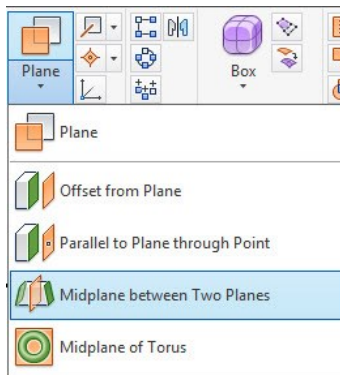 Plane
Box
Plane
Offset from Plane
Parallel to Plane through Point
Midplane between Two Planes
Midplane of Torus